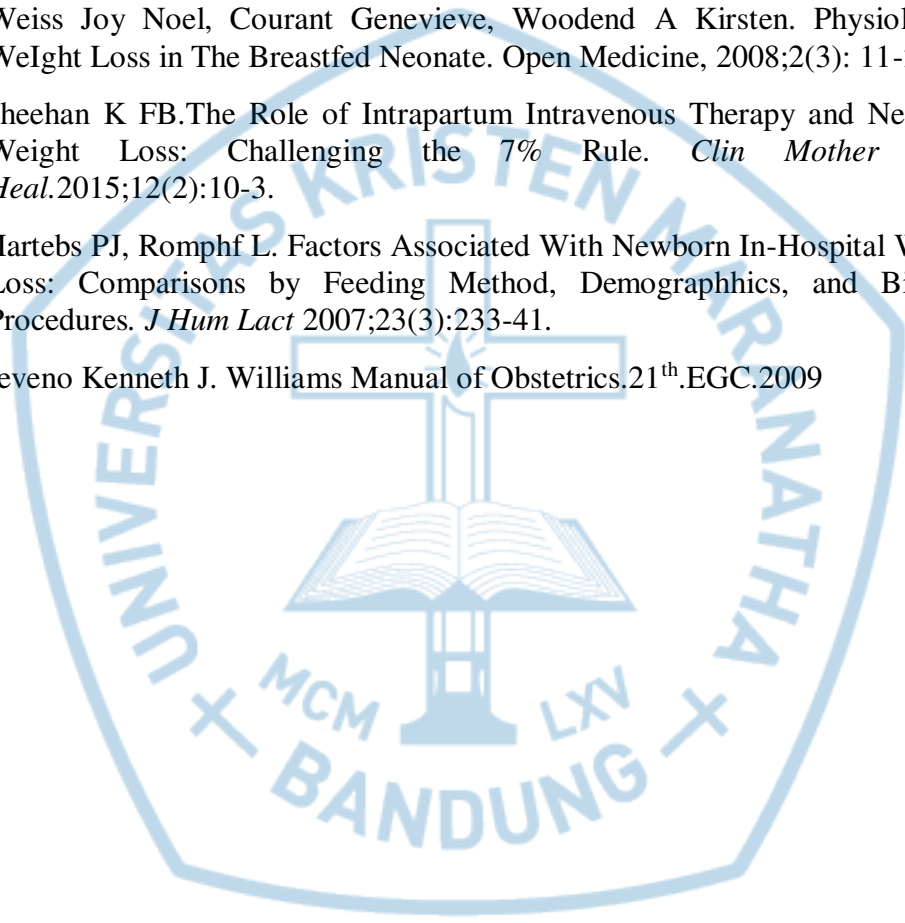 Weiss Joy Noel, Courant Genevieve, Woodend A Kirsten. Physiol
WeIght Loss in The Breastfed Neonate. Open Medicine, 2008;2(3): 11-
heehan K FB.The Role of Intrapartum Intravenous Therapy and Ne
Weight Loss: Challenging the 7% Rule. Clin Mother
Heal.2015;12(2):10-3.
Martebs PJ, Romphf L. Factors Associated With Newborn In-Hospital W
Loss: Comparisons by Feeding Method, Demographhics, and Bi
Procedures. J Hum Lact 2007;23(3):233-41.
eveno Kenneth J. Williams Manual of Obstetrics.21th.EGC.2009
UNIVERSITAS KRISTEN MARANATHA
MCM LXV
BANDUNG